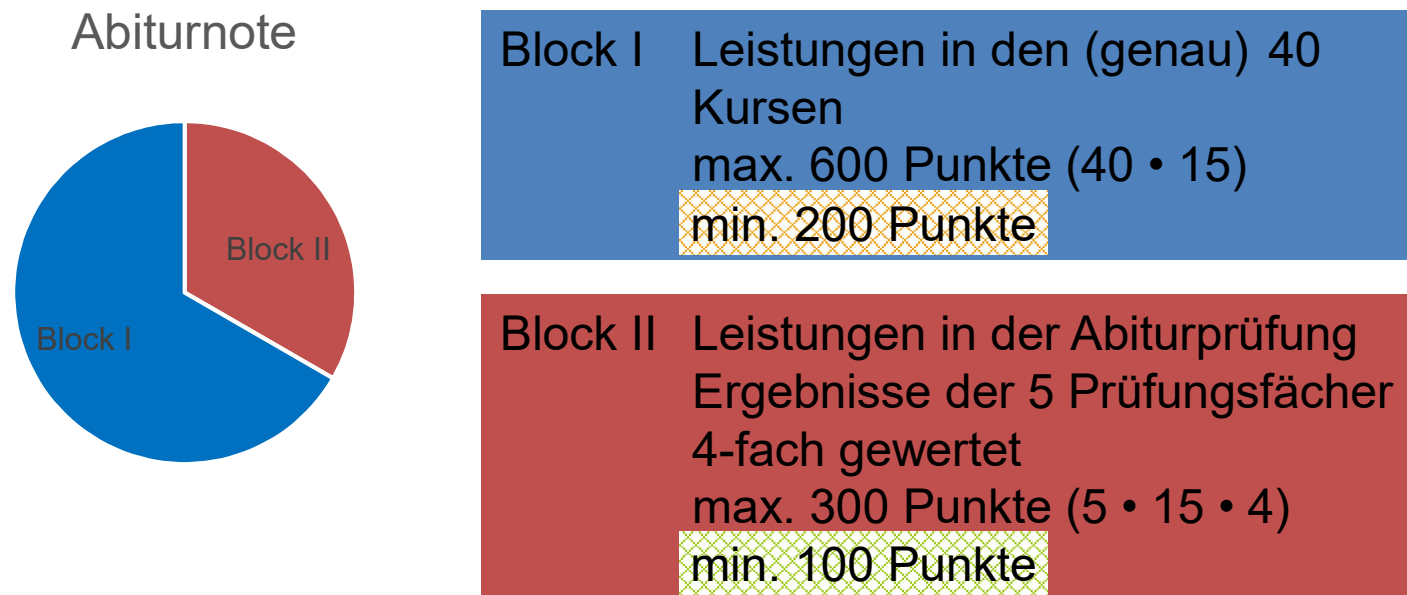 Abiturnote
Block II
Block I
Block I Leistungen in den (genau) 40
Kursen
max. 600 Punkte (40 • 15)
min. 200 Punkte
Block II Leistungen in der Abiturprüfung
Ergebnisse der 5 Prüfungsfächer
4-fach gewertet
max. 300 Punkte (5 • 15 • 4)
min. 100 Punkte